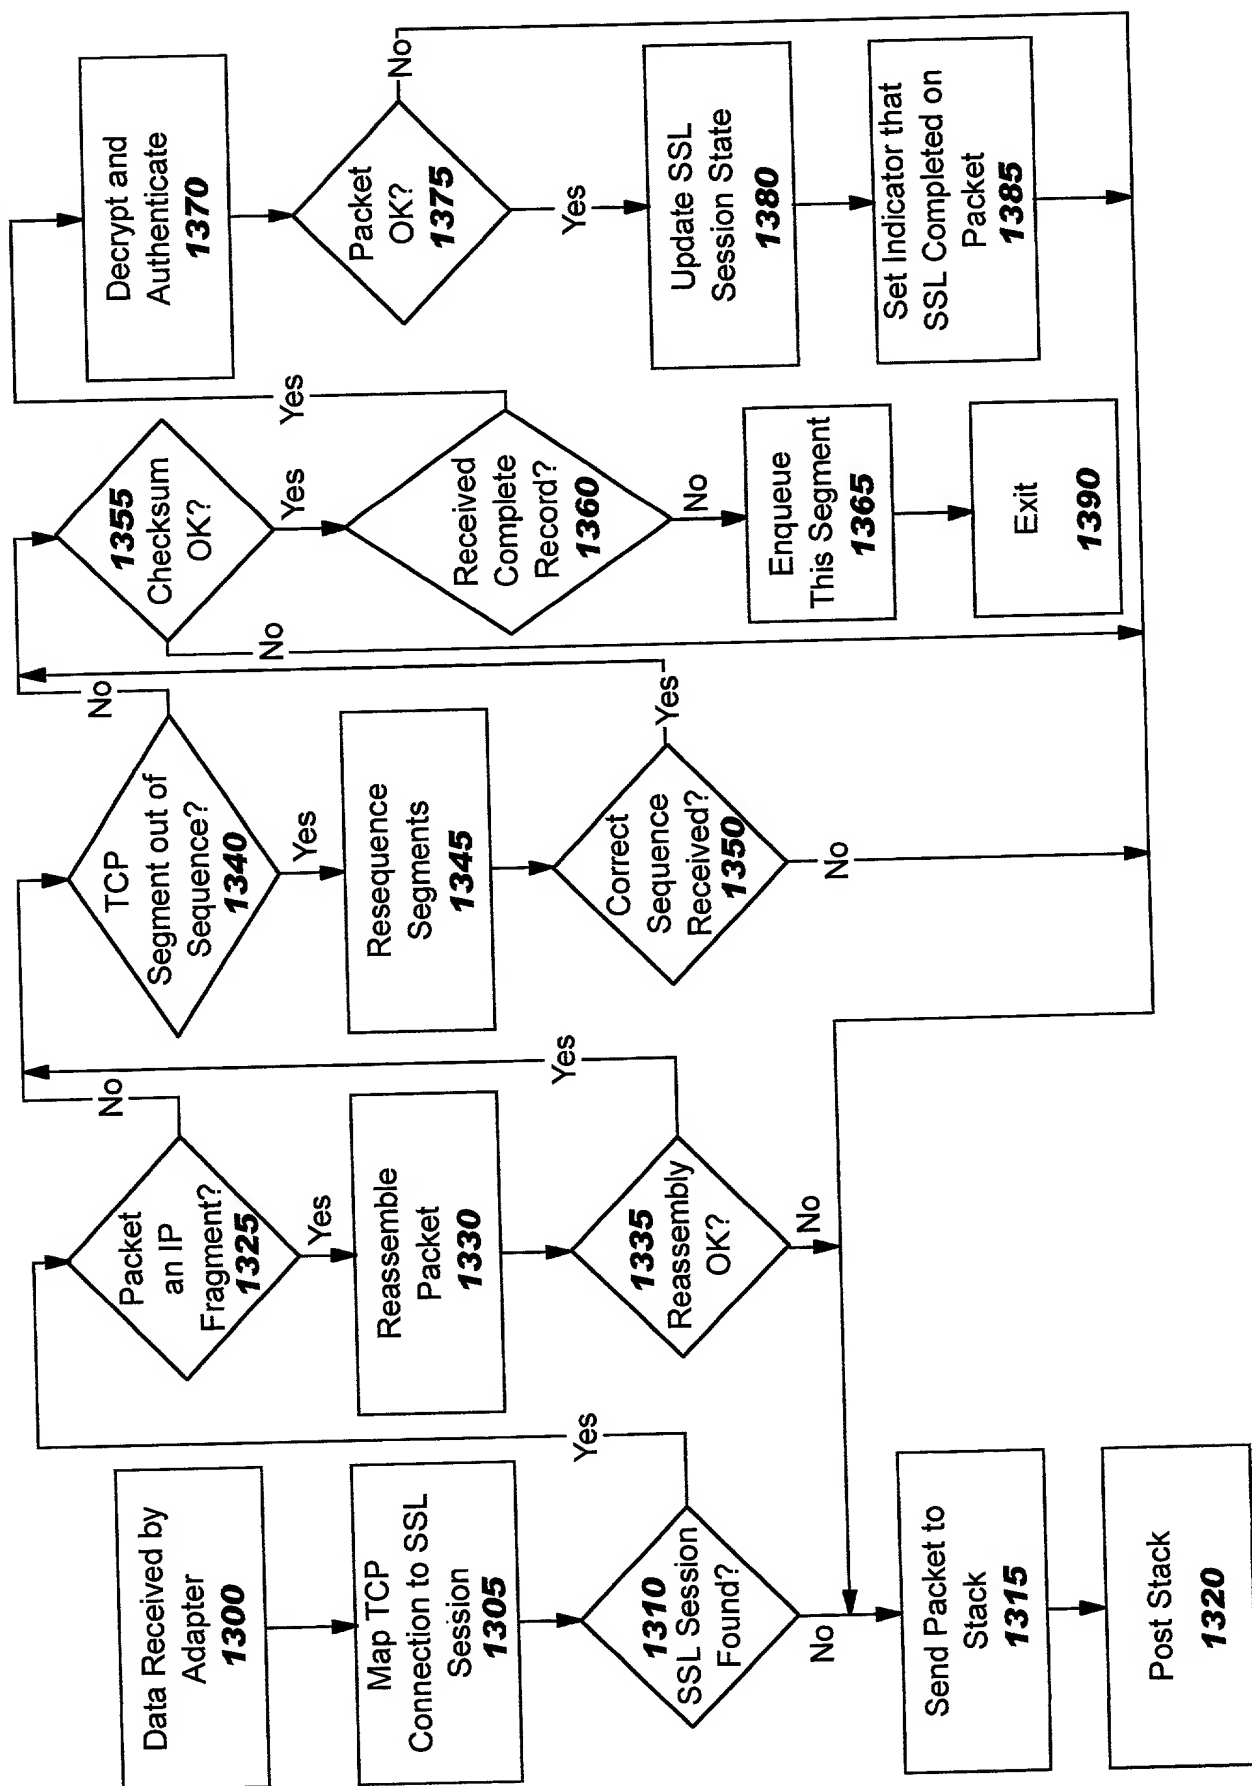 Data Received by
Adapter
1300
Map TCP
Connection to SSL
Session
1305
1310
SSL Session
Found?
Yes
No
Send Packet to
Stack
1315
Post Stack
1320
Packet
an IP
Fragment?
1325
No
Yes
Reassemble
Packet
1330
1335
Reassembly
OK?
Yes
No
TCP
Segment out of
Sequence?
1340
No
Yes
Resequence
Segments
1345
Correct
Sequence
Received?
1350
Yes
No
1355
Checksum
OK?
No
Yes
Received
Complete
Record?
1360
Yes
No
Enqueue
This Segment
1365
Exit
1390
Decrypt and
Authenticate
1370
Packet
OK?
1375
No
Yes
Update SSL
Session State
1380
Set Indicator that
SSL Completed on
Packet
1385